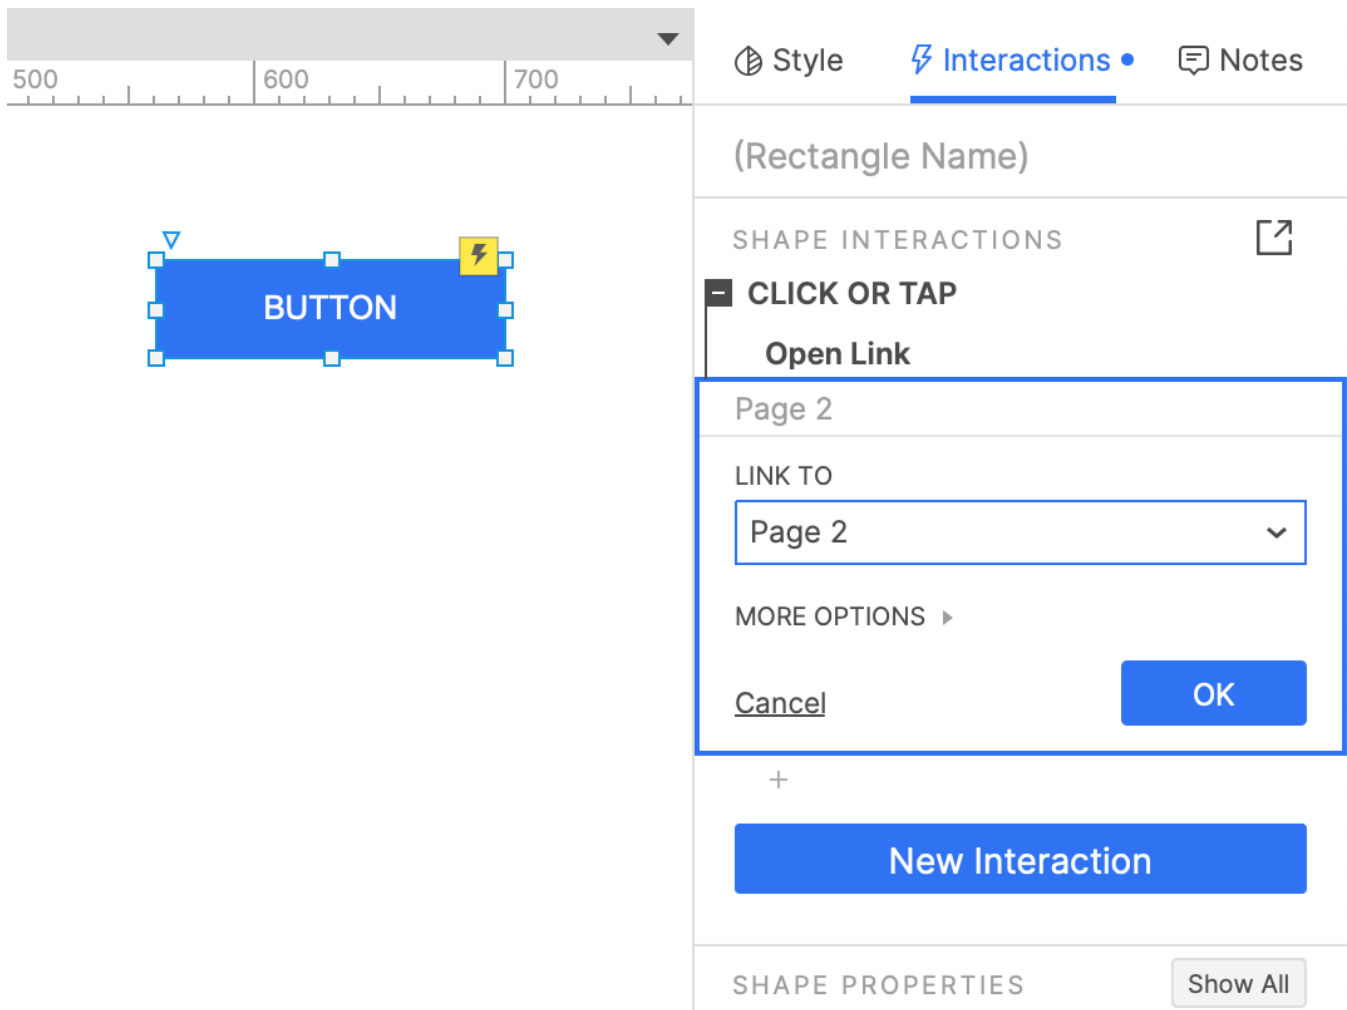 500 600 700
BUTTON
Style Interactions Notes
(Rectangle Name)
SHAPE INTERACTIONS
CLICK OR TAP
Open Link
Page 2
LINK TO
Page 2
MORE OPTIONS
Cancel OK
+
New Interaction
SHAPE PROPERTIES Show All